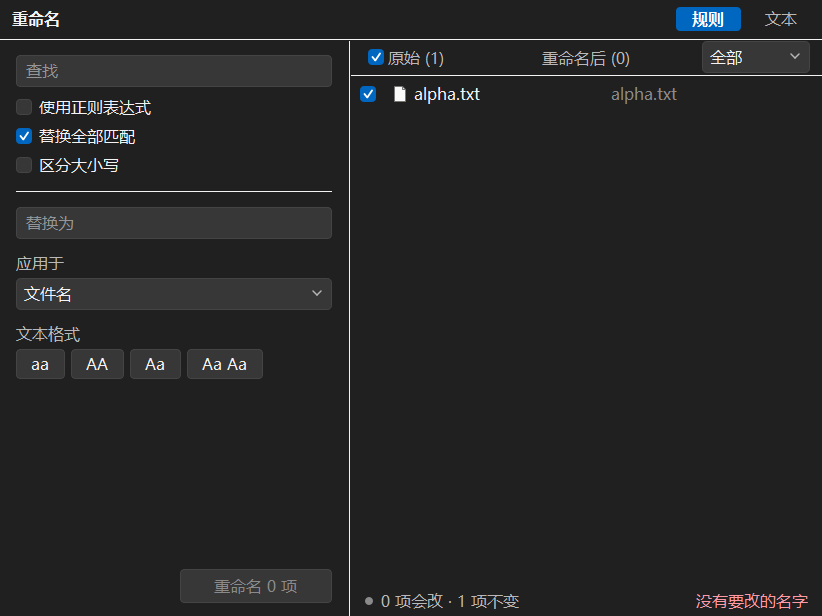 重命名
规则
文本
查找
使用正则表达式
替换全部匹配
区分大小写
替换为
应用于
文件名
文本格式
aa AA Aa Aa Aa
重命名 0 项
原始 (1) 重命名后 (0) 全部
alpha.txt alpha.txt
0 项会改 · 1 项不变 没有要改的名字